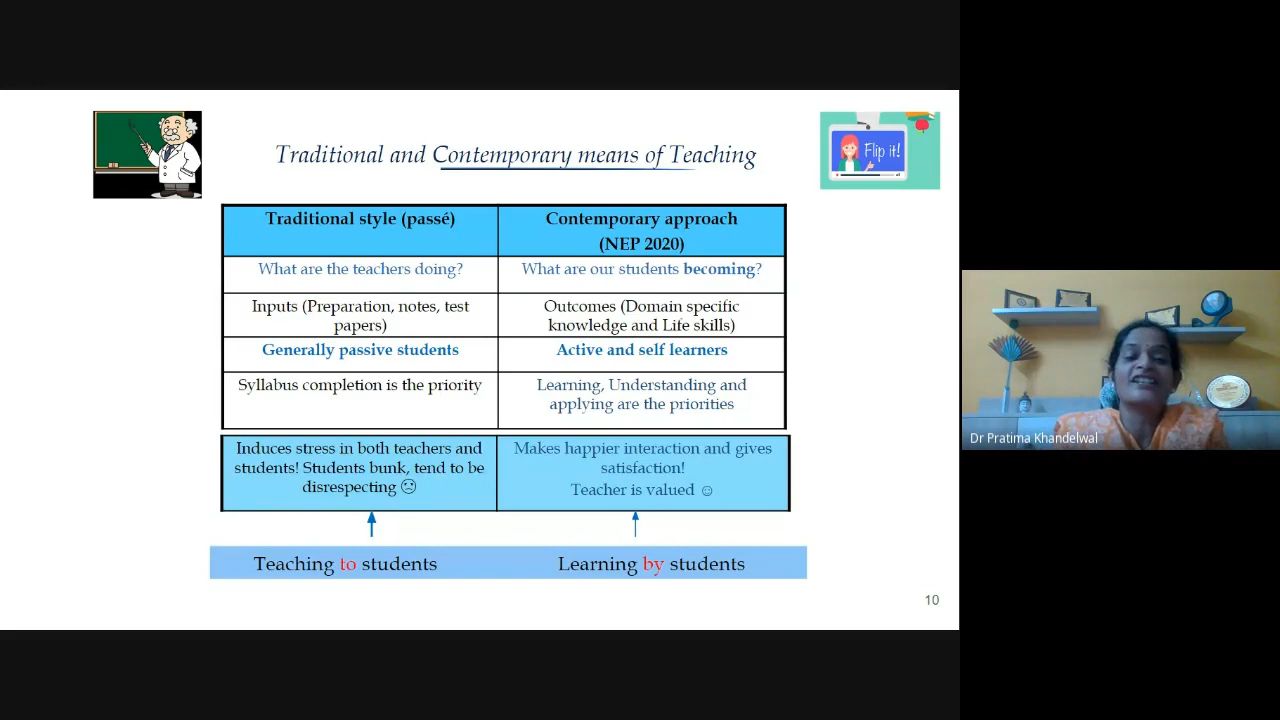 Traditional and Contemporary means of Teaching
Flip it!
Traditional style (passé)
Contemporary approach
(NEP 2020)
What are the teachers doing?
What are our students becoming?
Inputs (Preparation, notes, test
papers)
Outcomes (Domain specific
knowledge and Life skills)
Generally passive students
Active and self learners
Syllabus completion is the priority
Learning, Understanding and
applying are the priorities
Induces stress in both teachers and
students! Students bunk, tend to be
disrespecting ☹
Makes happier interaction and gives
satisfaction!
Teacher is valued ☺
Teaching to students
Learning by students
10
Dr Pratima Khandelwal